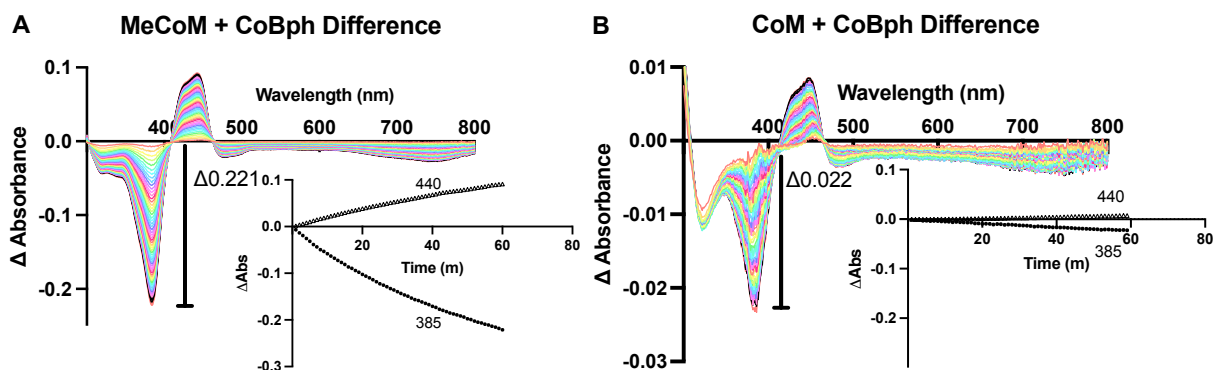 A
MeCoM + CoBph Difference
0.1
0.0
-0.1
-0.2
Δ Absorbance
Wavelength (nm)
400
500
600
700
800
Δ0.221
0.1
0.0
-0.1
-0.2
-0.3
ΔAbs
440
20
40
60
80
Time (m)
385
B
CoM + CoBph Difference
0.01
0.00
-0.01
-0.02
-0.03
Δ Absorbance
Wavelength (nm)
400
500
600
700
800
Δ0.022
0.1
0.0
-0.1
-0.2
ΔAbs
440
20
40
60
80
Time (m)
385